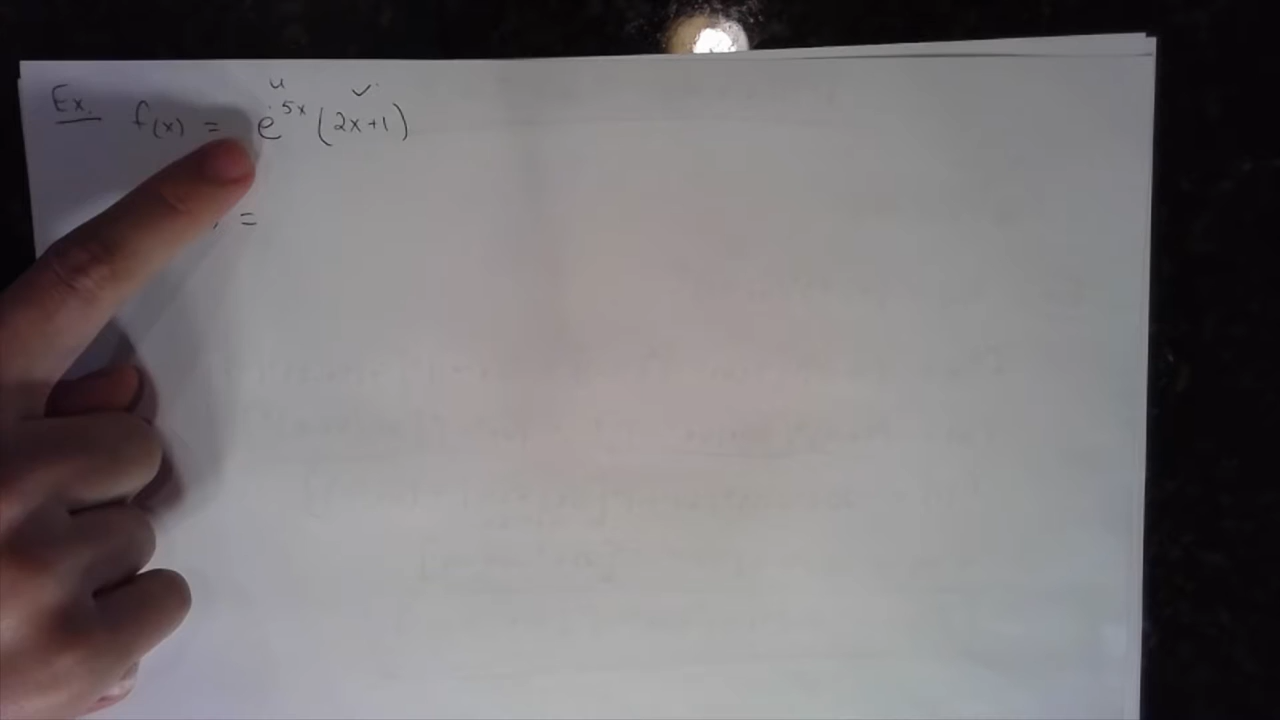 u v
Ex. f(x) = e^5x (2x+1)
' =